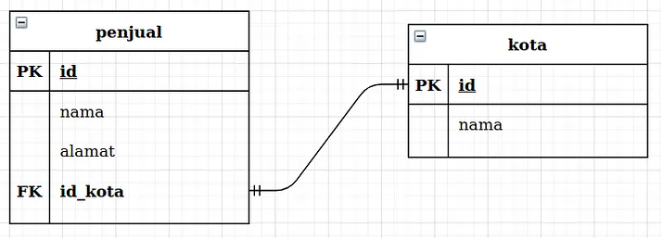 penjual
PK id
nama
alamat
FK id_kota
kota
PK id
nama